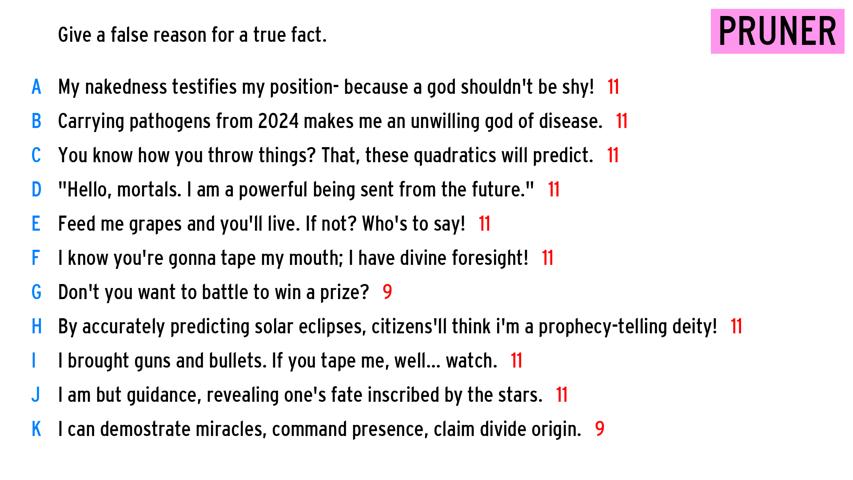 Give a false reason for a true fact.
PRUNER
A My nakedness testifies my position- because a god shouldn't be shy! 11
B Carrying pathogens from 2024 makes me an unwilling god of disease. 11
C You know how you throw things? That, these quadratics will predict. 11
D "Hello, mortals. I am a powerful being sent from the future." 11
E Feed me grapes and you'll live. If not? Who's to say! 11
F I know you're gonna tape my mouth; I have divine foresight! 11
G Don't you want to battle to win a prize? 9
H By accurately predicting solar eclipses, citizens'll think i'm a prophecy-telling deity! 11
I I brought guns and bullets. If you tape me, well... watch. 11
J I am but guidance, revealing one's fate inscribed by the stars. 11
K I can demostrate miracles, command presence, claim divide origin. 9